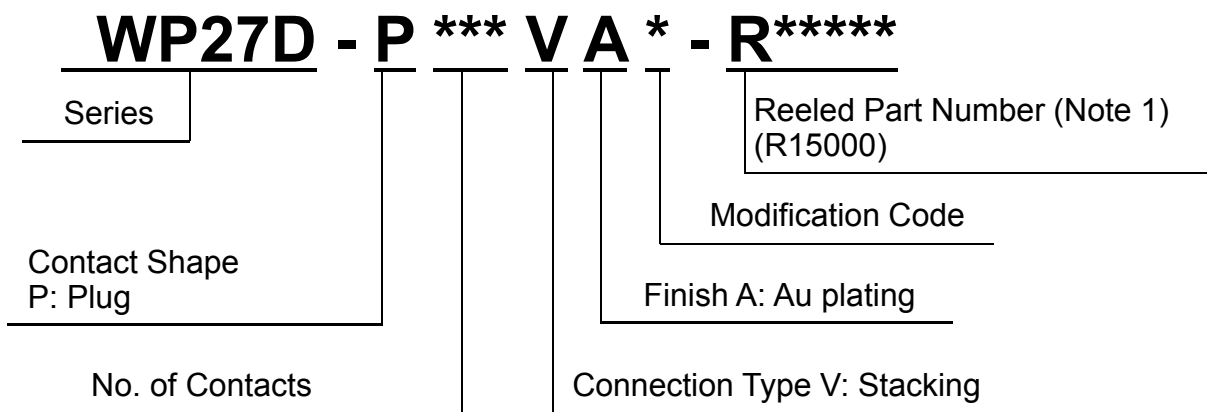 WP27D - P *** V A * - R*****
Series
Reeled Part Number (Note 1)
(R15000)
Modification Code
Contact Shape
P: Plug
Finish A: Au plating
No. of Contacts
Connection Type V: Stacking